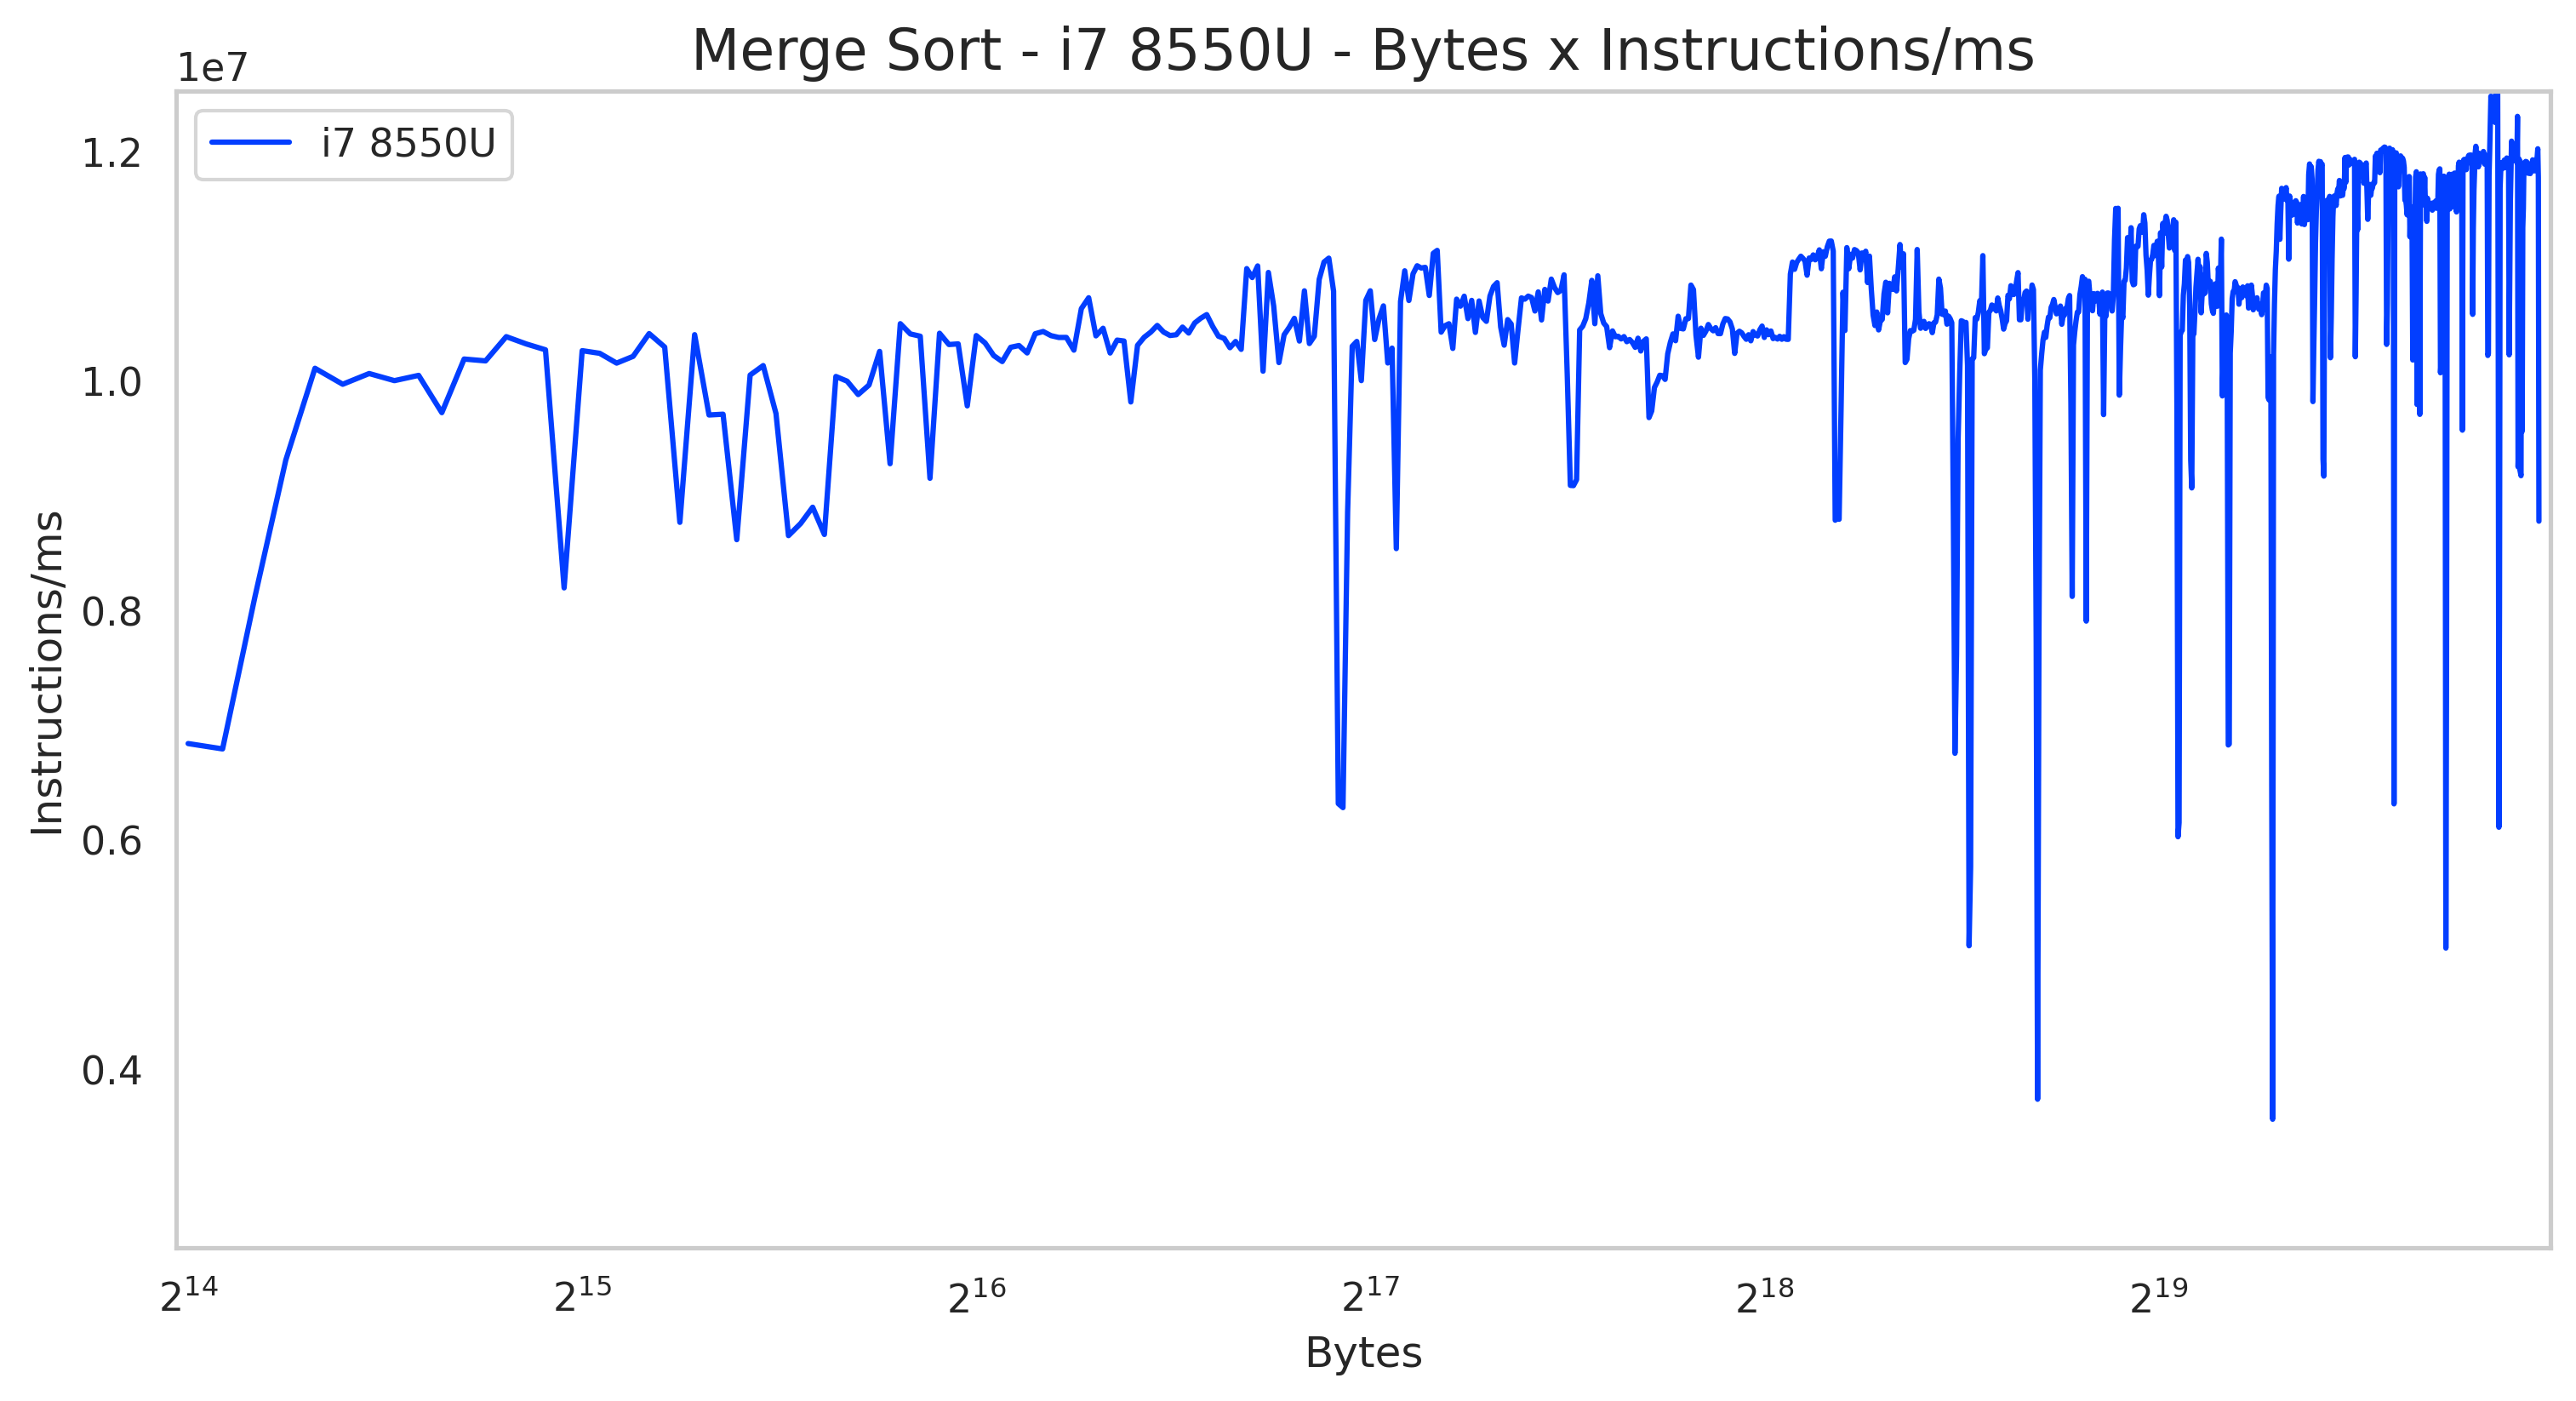 Merge Sort - i7 8550U - Bytes x Instructions/ms
1e7
i7 8550U
1.2
1.0
0.8
0.6
0.4
Instructions/ms
2^14 2^15 2^16 2^17 2^18 2^19
Bytes